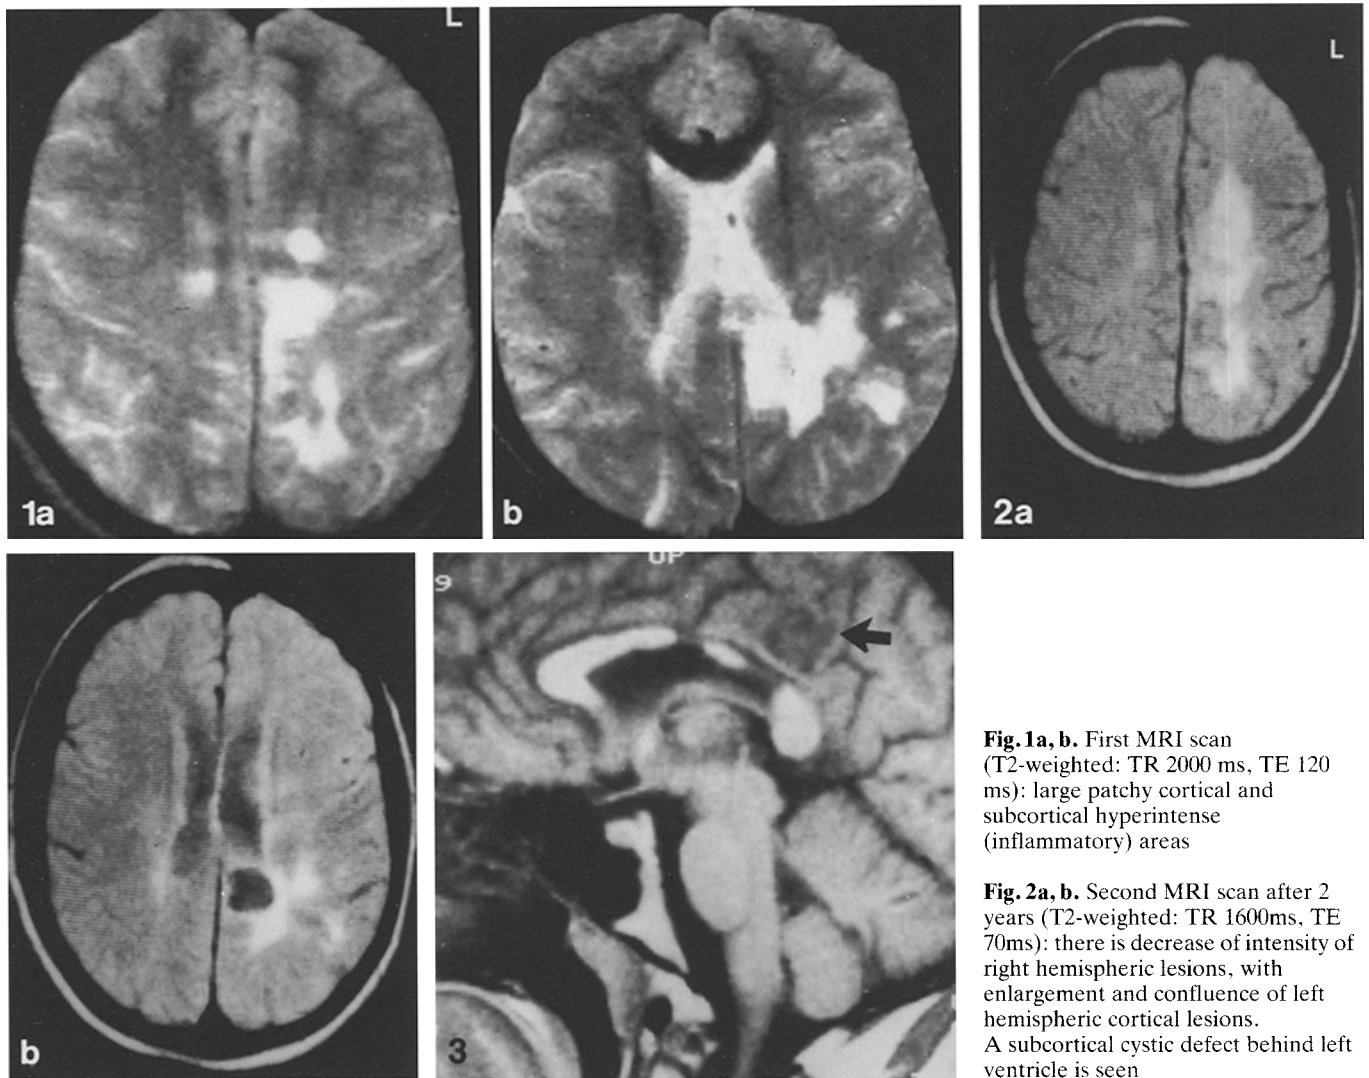 L
L
1a
b
2a
UP
9
b
3
Fig. 1a, b. First MRI scan
(T2-weighted: TR 2000 ms, TE 120
ms): large patchy cortical and
subcortical hyperintense
(inflammatory) areas
Fig. 2a, b. Second MRI scan after 2
years (T2-weighted: TR 1600ms, TE
70ms): there is decrease of intensity of
right hemispheric lesions, with
enlargement and confluence of left
hemispheric cortical lesions.
A subcortical cystic defect behind left
ventricle is seen